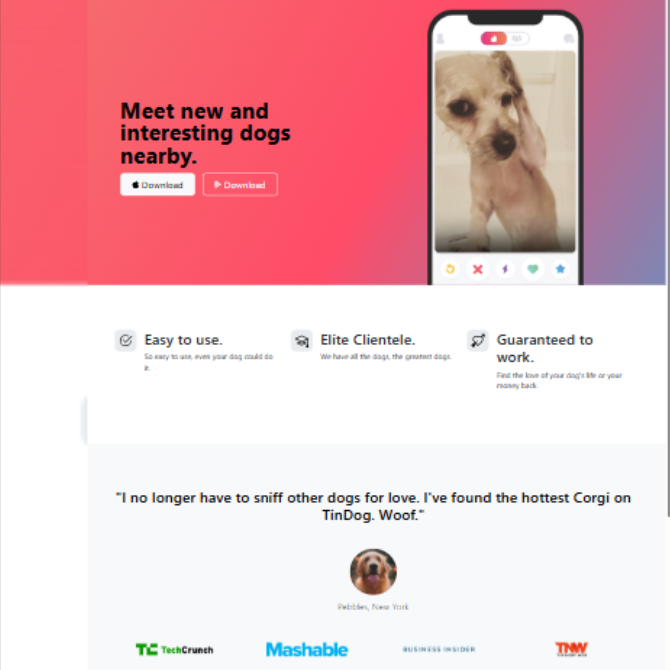 Meet new and
interesting dogs
nearby.
Download
Download
Easy to use.
So easy to use, even your dog could do
it.
Elite Clientele.
We have all the dogs, the greatest dogs.
Guaranteed to
work.
Find the love of your dog's life or your
money back.
"I no longer have to sniff other dogs for love. I've found the hottest Corgi on
TinDog. Woof."
Pebbles, New York
TC TechCrunch
Mashable
BUSINESS INSIDER
TNW